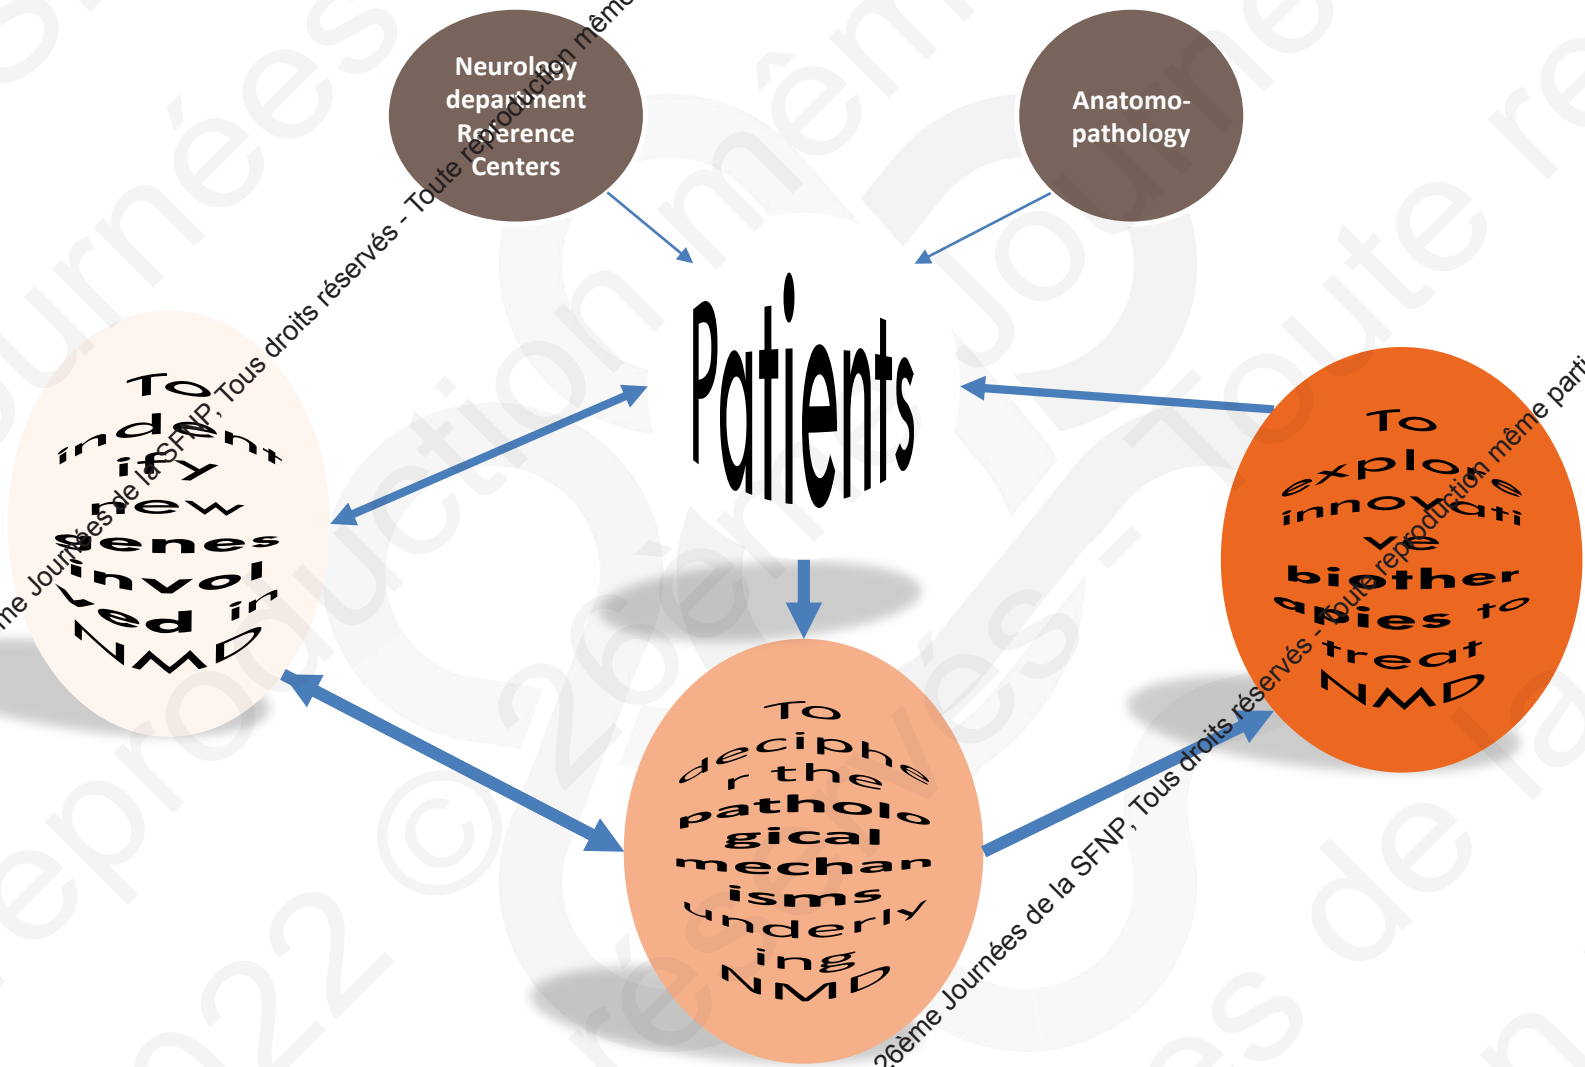 Neurology
department
Reference
Centers
Anatomo-
pathology
Patients
To
indent
ify
new
genes
invol
ved in
NMD
To
explore
innovati
ve
biother
apies to
treat
NMD
To
deciphe
r the
patholo
gical
mechan
isms
underly
ing
NMD
me Journées de la SFNP, Tous droits réservés - Toute reproduction même
26ème Journées de la SFNP, Tous droits réservés - Toute reproduction même parti